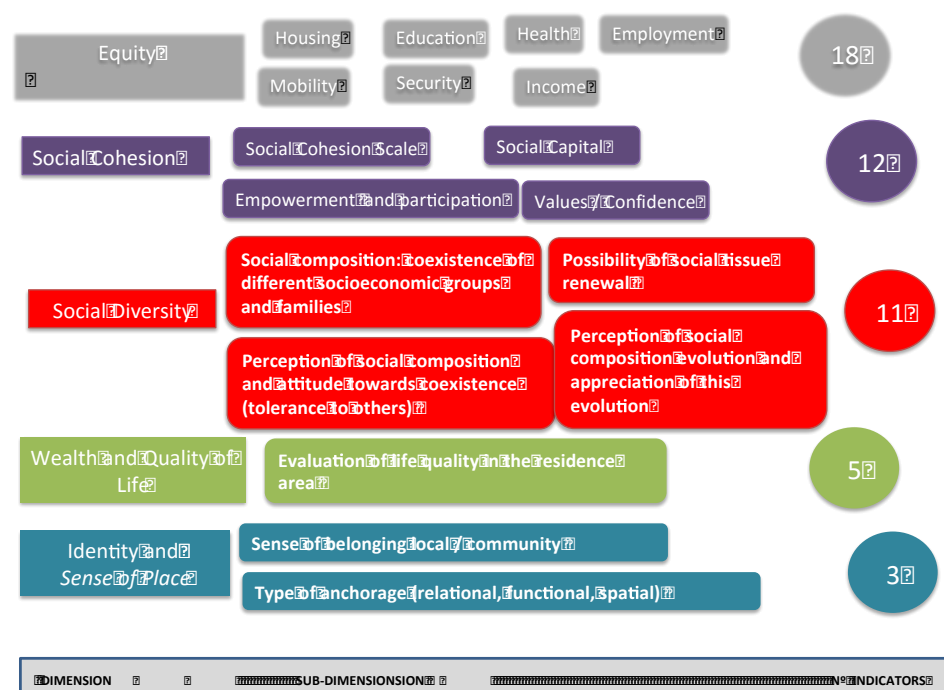 Equity
Housing
Education
Health
Employment
Mobility
Security
Income
18
Social Cohesion
Social Cohesion Scale
Social Capital
Empowerment and participation
Values / Confidence
12
Social Diversity
Social composition: coexistence of
different socioeconomic groups
and families
Possibility of social tissue
renewal
Perception of social composition
and attitude towards coexistence
(tolerance to others)
Perception of social
composition evolution and
appreciation of this
evolution
11
Wealth and Quality of
Life
Evaluation of life quality in the residence
area
5
Identity and
Sense of Place
Sense of belonging local / community
Type of anchorage (relational, functional, spatial)
3
DIMENSION SUB-DIMENSIONSION Nº INDICATORS